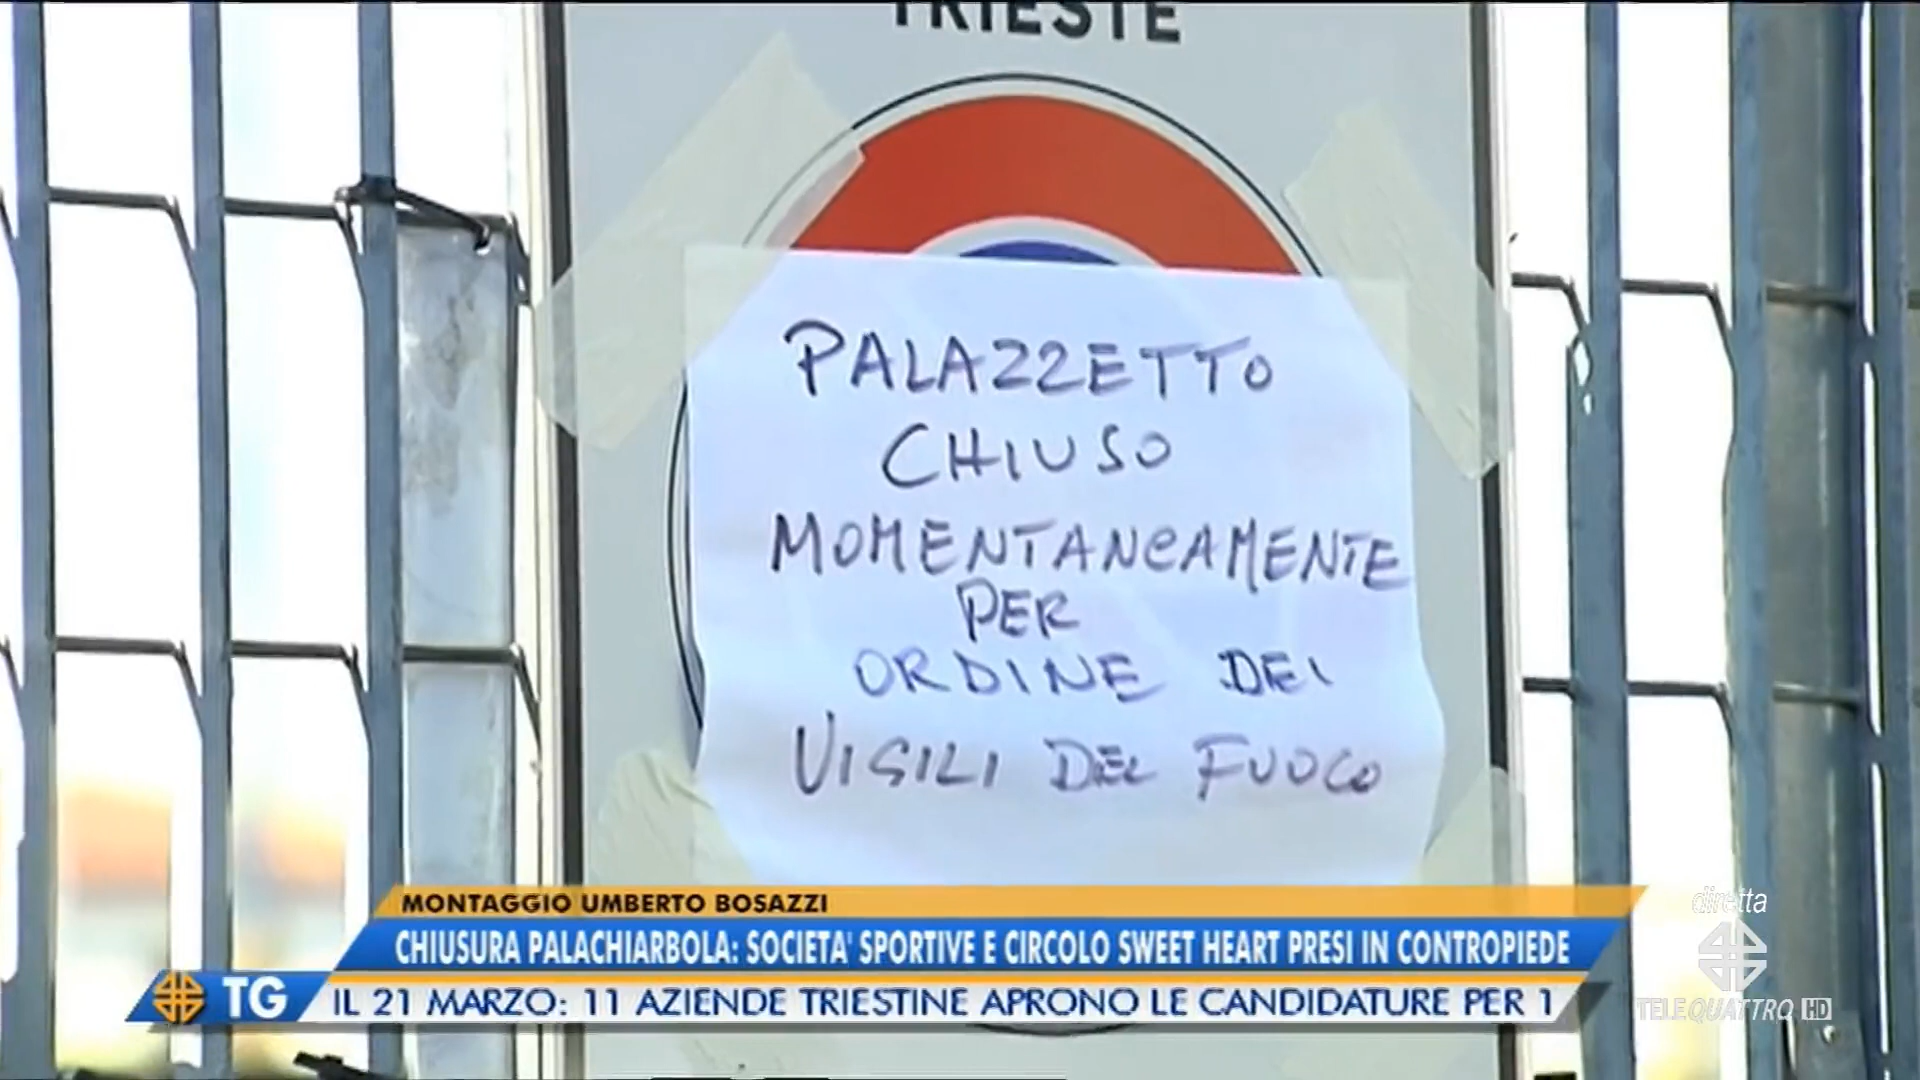 TRIESTE
PALAZZETTO
CHIUSO
MOMENTANEAMENTE
PER
ORDINE DEI
VIGILI DEL FUOCO
MONTAGGIO UMBERTO BOSAZZI
CHIUSURA PALACHIARBOLA: SOCIETA' SPORTIVE E CIRCOLO SWEET HEART PRESI IN CONTROPIEDE
TG IL 21 MARZO: 11 AZIENDE TRIESTINE APRONO LE CANDIDATURE PER 1
diretta
TELEQUATTRO HD